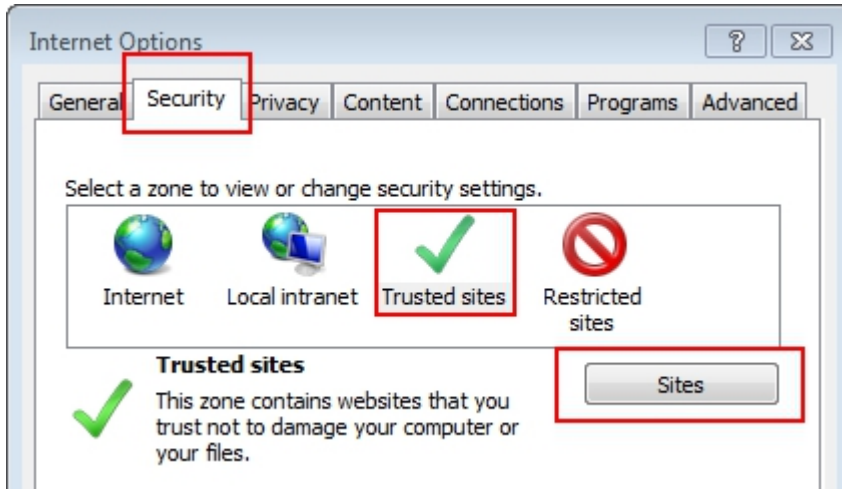 Internet Options
General Security Privacy Content Connections Programs Advanced
Select a zone to view or change security settings.
Internet Local intranet Trusted sites Restricted sites
Trusted sites
Sites
This zone contains websites that you
trust not to damage your computer or
your files.